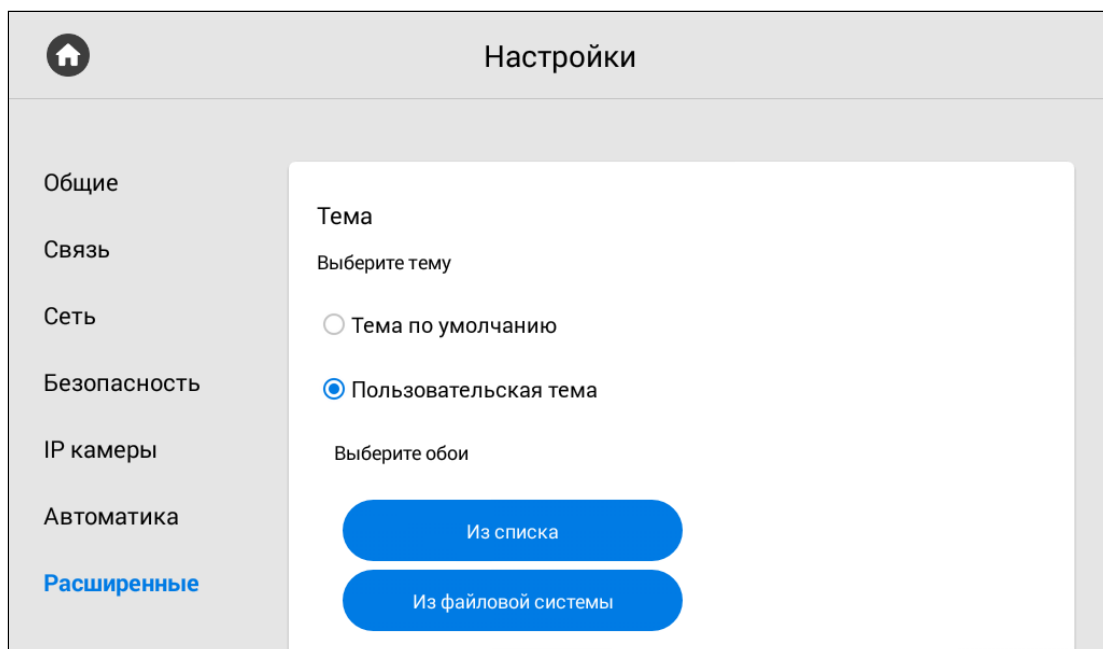 Настройки
Общие
Связь
Сеть
Безопасность
IP камеры
Автоматика
Расширенные
Тема
Выберите тему
Тема по умолчанию
Пользовательская тема
Выберите обои
Из списка
Из файловой системы